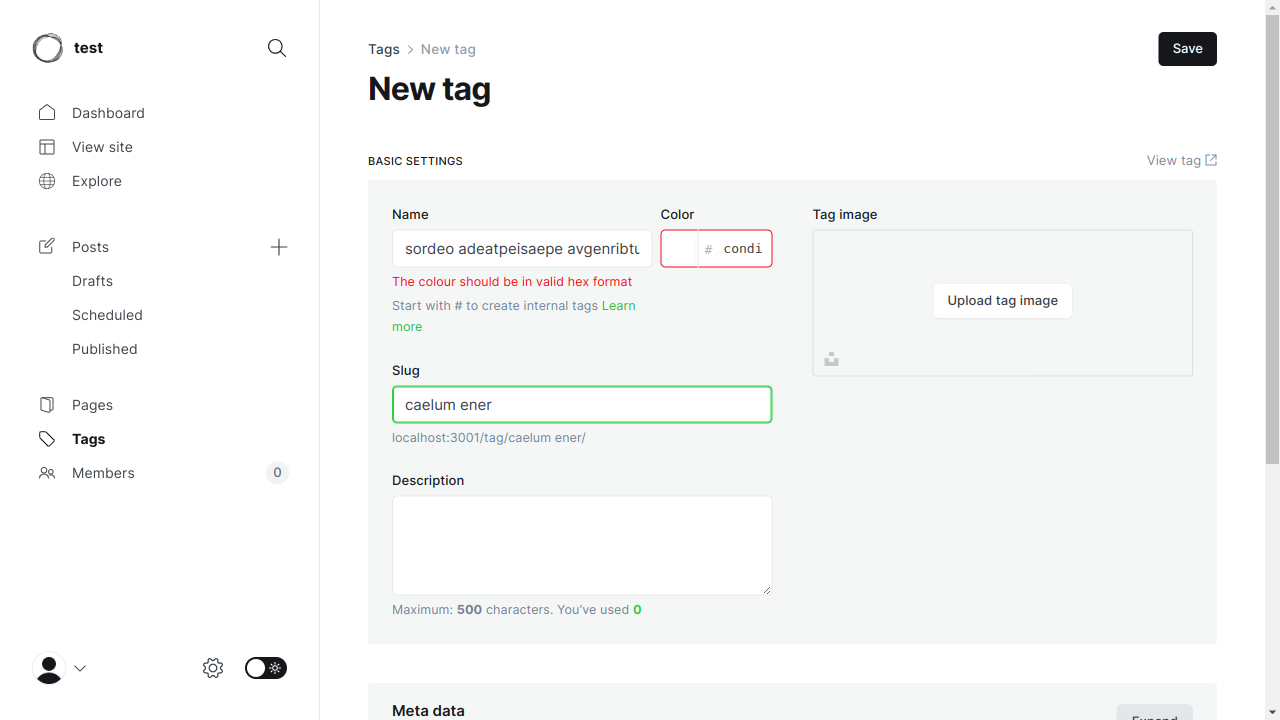 test
Dashboard
View site
Explore
Posts
Drafts
Scheduled
Published
Pages
Tags
Members
0
Tags
New tag
Save
New tag
BASIC SETTINGS
View tag
Name
sordeo adeatpeisaepe avgenribtu
The colour should be in valid hex format
Start with # to create internal tags Learn
more
Color
# condi
Slug
caelum ener
localhost:3001/tag/caelum ener/
Description
Maximum: 500 characters. You've used 0
Tag image
Upload tag image
Meta data
Expand